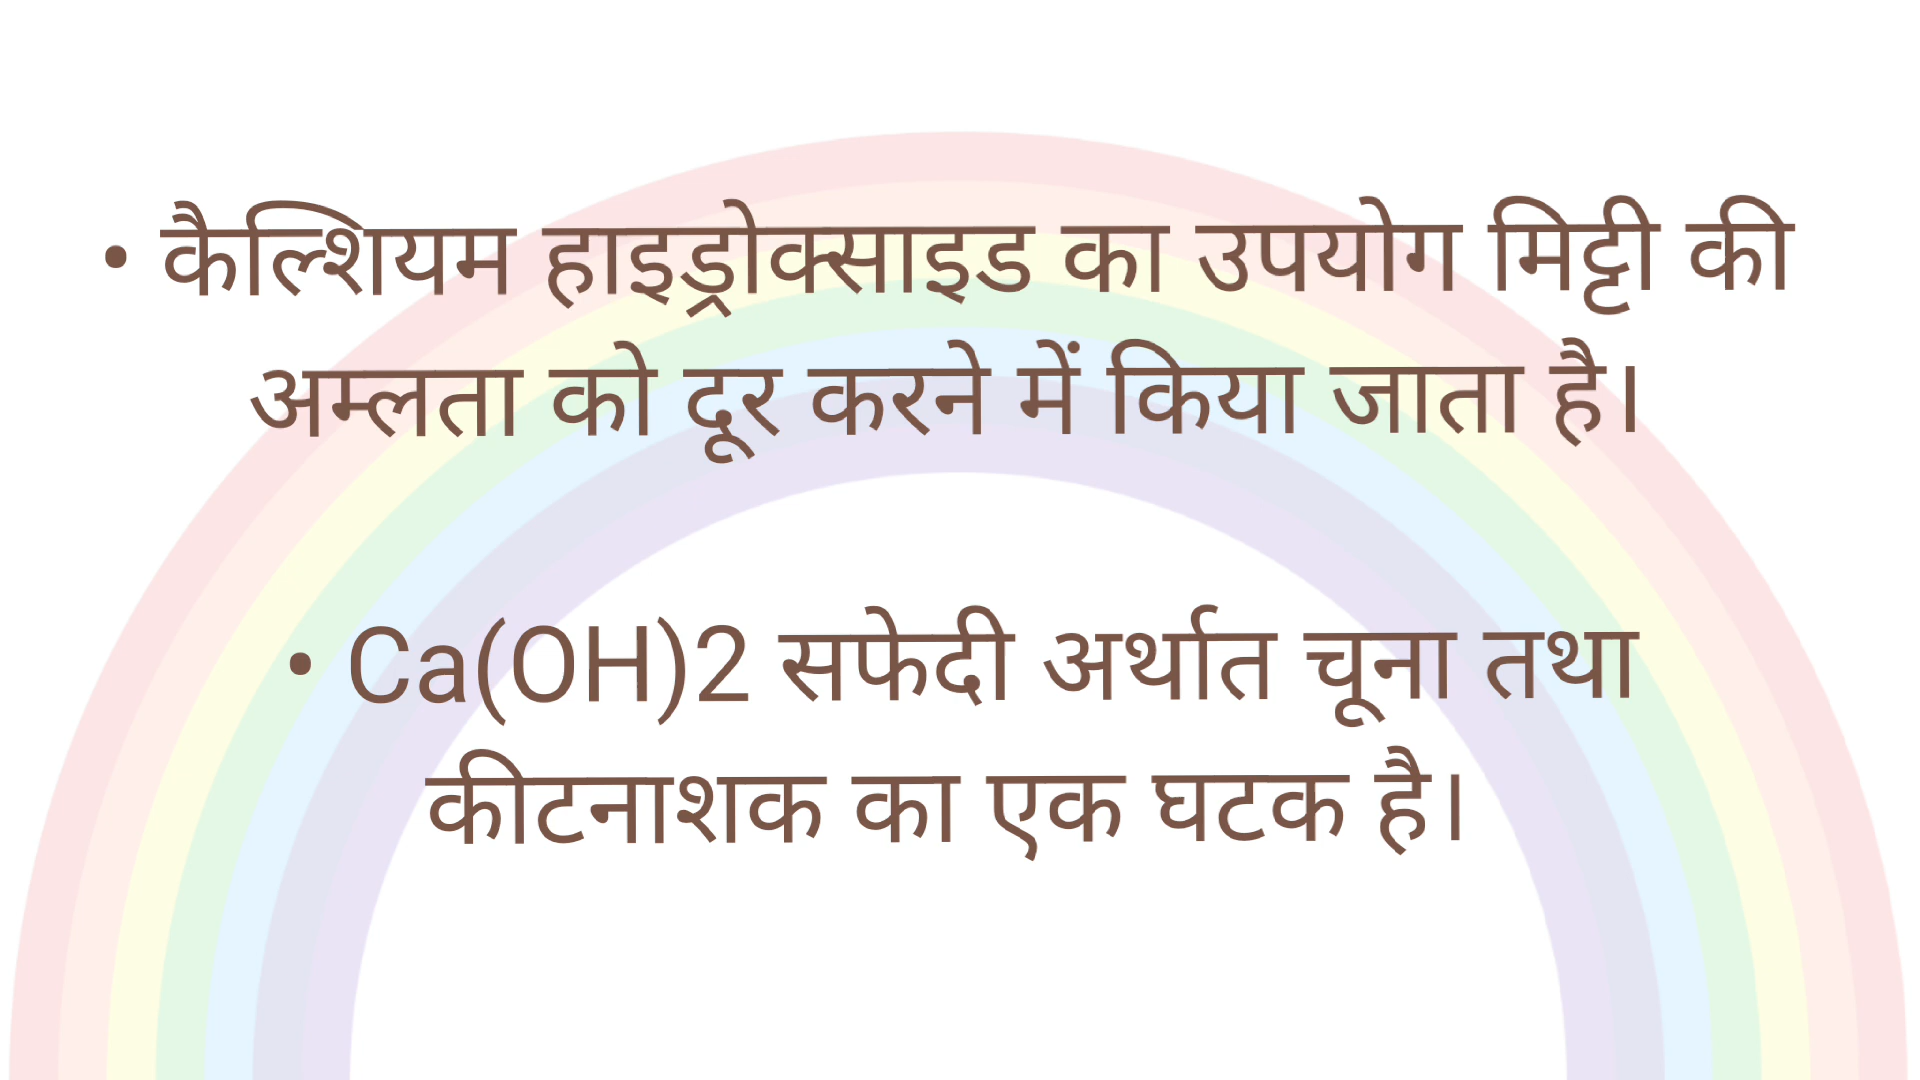 • कैल्शियम हाइड्रोक्साइड का उपयोग मिट्टी की
अम्लता को दूर करने में किया जाता है।
• Ca(OH)2 सफेदी अर्थात चूना तथा
कीटनाशक का एक घटक है।